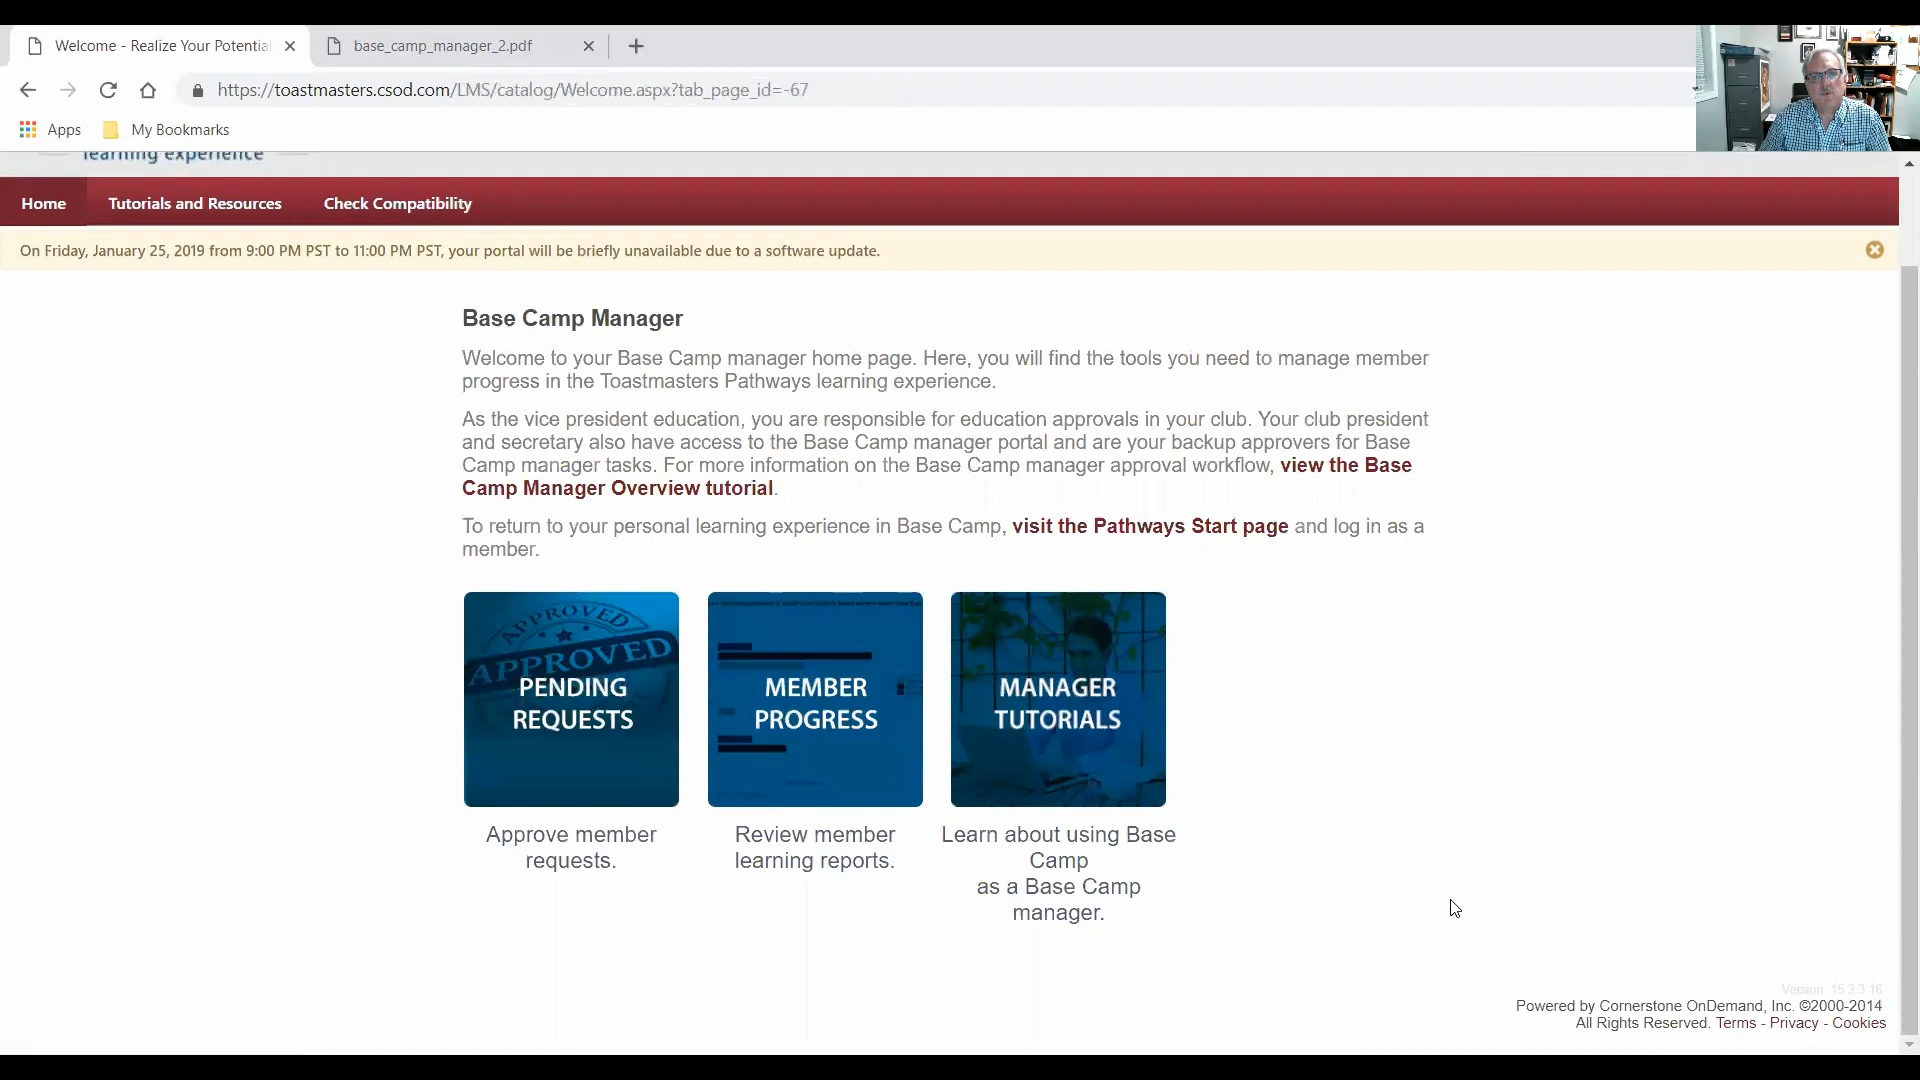 Welcome - Realize Your Potentia
base_camp_manager_2.pdf
https://toastmasters.csod.com/LMS/catalog/Welcome.aspx?tab_page_id=-67
Apps
My Bookmarks
learning experience
Home
Tutorials and Resources
Check Compatibility
On Friday, January 25, 2019 from 9:00 PM PST to 11:00 PM PST, your portal will be briefly unavailable due to a software update.
Base Camp Manager
Welcome to your Base Camp manager home page. Here, you will find the tools you need to manage member
progress in the Toastmasters Pathways learning experience.
As the vice president education, you are responsible for education approvals in your club. Your club president
and secretary also have access to the Base Camp manager portal and are your backup approvers for Base
Camp manager tasks. For more information on the Base Camp manager approval workflow, view the Base
Camp Manager Overview tutorial.
To return to your personal learning experience in Base Camp, visit the Pathways Start page and log in as a
member.
APPROVED
APPROVED
PENDING
REQUESTS
MEMBER
PROGRESS
MANAGER
TUTORIALS
Approve member
requests.
Review member
learning reports.
Learn about using Base
Camp
as a Base Camp
manager.
Version 15.3.3.16
Powered by Cornerstone OnDemand, Inc. ©2000-2014
All Rights Reserved. Terms - Privacy - Cookies